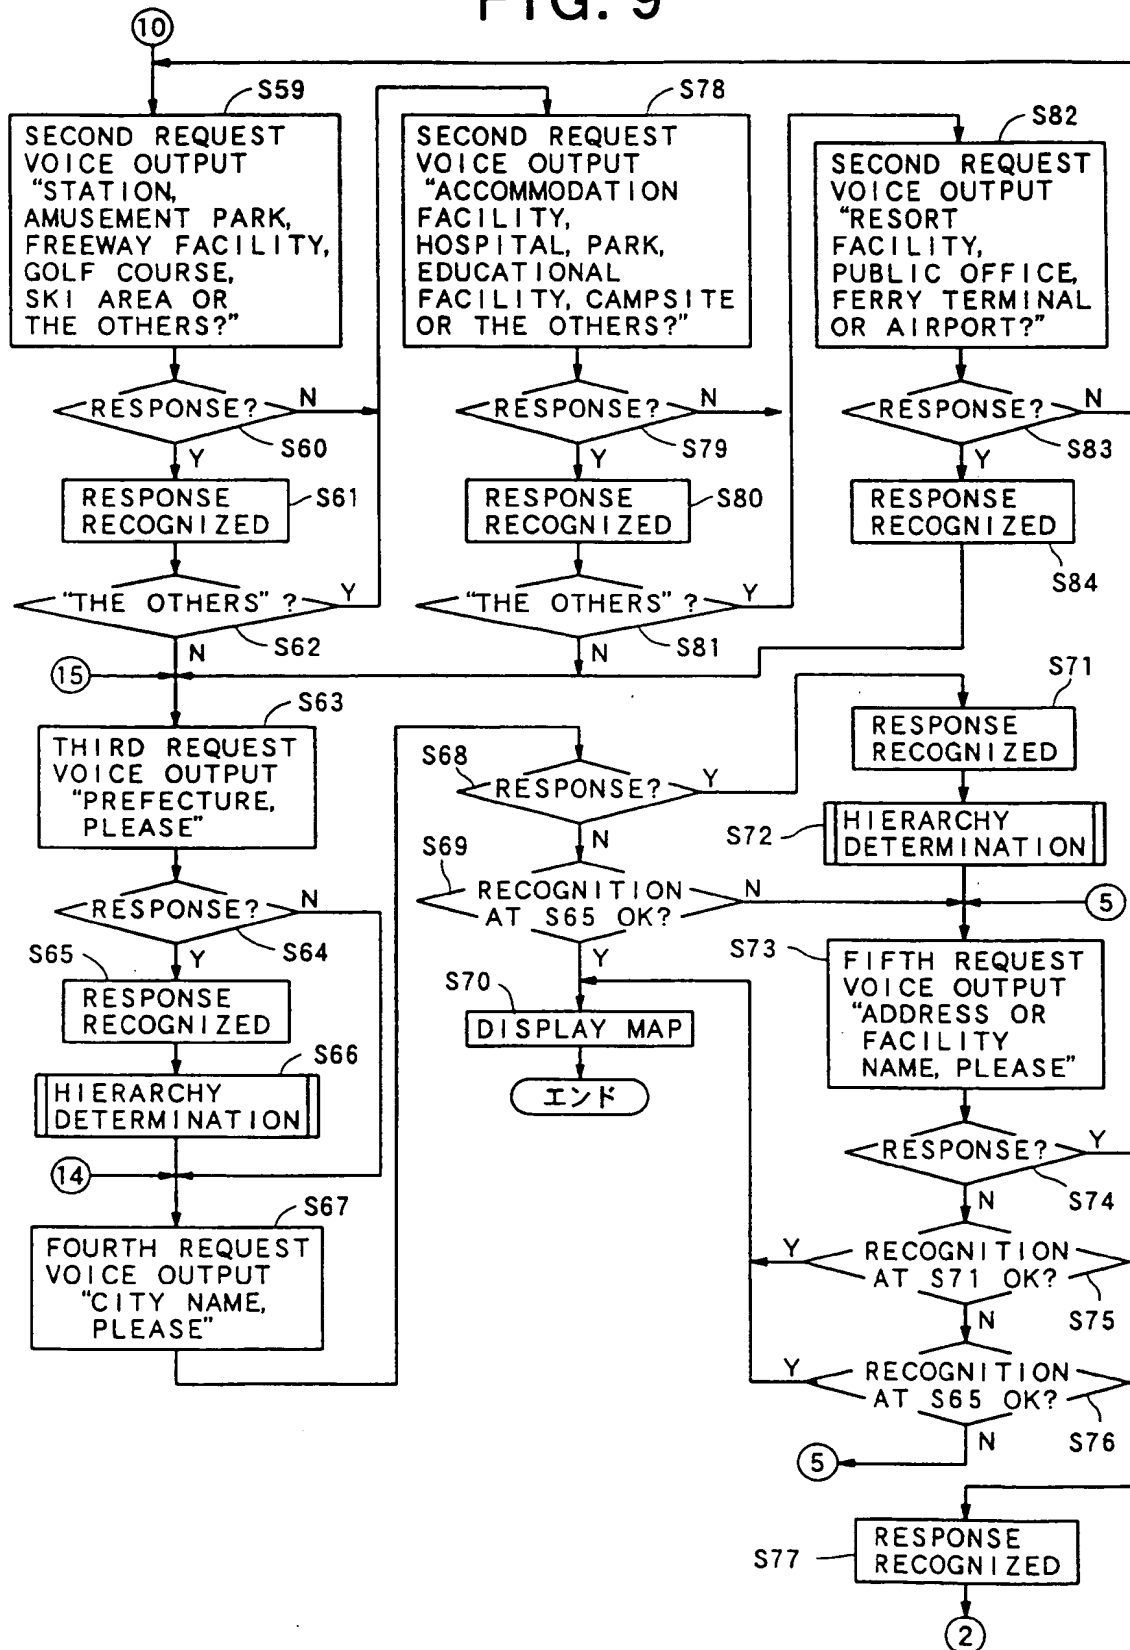 FIG. 9
10
S59
SECOND REQUEST
VOICE OUTPUT
"STATION,
AMUSEMENT PARK,
FREEWAY FACILITY,
GOLF COURSE,
SKI AREA OR
THE OTHERS?"
RESPONSE?
N
S60
Y
RESPONSE
RECOGNIZED
S61
"THE OTHERS" ?
Y
S62
N
15
S78
SECOND REQUEST
VOICE OUTPUT
"ACCOMMODATION
FACILITY,
HOSPITAL, PARK,
EDUCATIONAL
FACILITY, CAMPSITE
OR THE OTHERS?"
RESPONSE?
N
S79
Y
RESPONSE
RECOGNIZED
S80
"THE OTHERS" ?
Y
S81
N
S82
SECOND REQUEST
VOICE OUTPUT
"RESORT
FACILITY,
PUBLIC OFFICE,
FERRY TERMINAL
OR AIRPORT?"
RESPONSE?
N
S83
Y
RESPONSE
RECOGNIZED
S84
S63
THIRD REQUEST
VOICE OUTPUT
"PREFECTURE,
PLEASE"
RESPONSE?
N
S64
Y
S65
RESPONSE
RECOGNIZED
S66
HIERARCHY
DETERMINATION
14
S67
FOURTH REQUEST
VOICE OUTPUT
"CITY NAME,
PLEASE"
S68
RESPONSE?
Y
N
S69
RECOGNITION
AT S65 OK?
N
Y
S70
DISPLAY MAP
エンド
S71
RESPONSE
RECOGNIZED
S72
HIERARCHY
DETERMINATION
5
S73
FIFTH REQUEST
VOICE OUTPUT
"ADDRESS OR
FACILITY
NAME, PLEASE"
RESPONSE?
Y
S74
N
Y
RECOGNITION
AT S71 OK?
S75
N
Y
RECOGNITION
AT S65 OK?
S76
N
5
S77
RESPONSE
RECOGNIZED
2